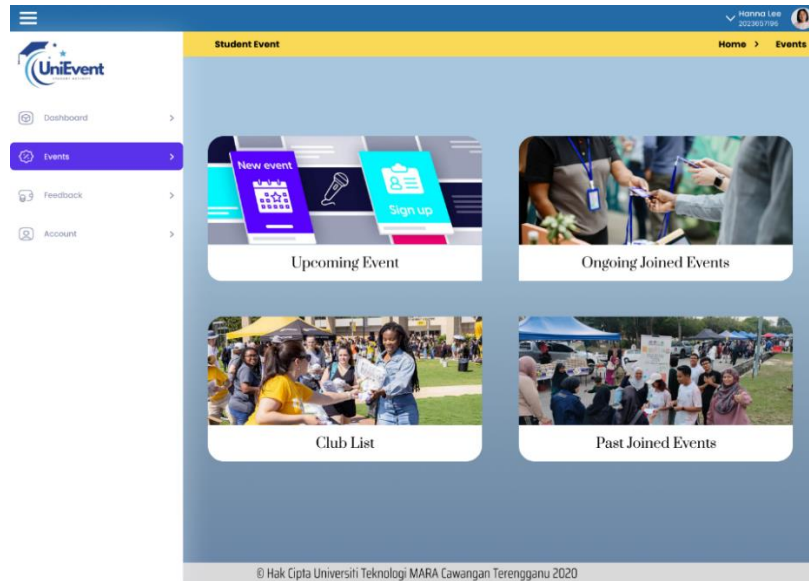 Hanna Lee
2023657196
UniEvent
Student Event
Home > Events
Dashboard >
Events >
Feedback >
Account >
New event
Sign up
Upcoming Event
Ongoing Joined Events
Club List
Past Joined Events
© Hak Cipta Universiti Teknologi MARA Cawangan Terengganu 2020